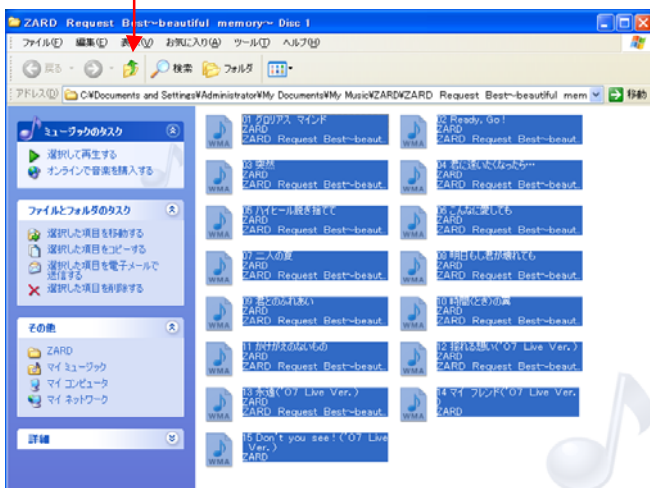 ZARD Request Best~beautiful memory~ Disc 1
ファイル(F) 編集(E) 表示(V) お気に入り(A) ツール(T) ヘルプ(H)
戻る 検索 フォルダ
アドレス(D) C:¥Documents and Settings¥Administrator¥My Documents¥My Music¥ZARD¥ZARD Request Best~beautiful mem 移動
ミュージックのタスク
選択して再生する
オンラインで音楽を購入する
ファイルとフォルダのタスク
選択した項目を移動する
選択した項目をコピーする
選択した項目を電子メールで
送信する
選択した項目を削除する
その他
ZARD
マイ ミュージック
マイ コンピュータ
マイ ネットワーク
詳細
WMA
01 グロリアス マインド
ZARD
ZARD Request Best~beaut...
WMA
02 Ready, Go!
ZARD
ZARD Request Best~beaut...
WMA
03 突然
ZARD
ZARD Request Best~beaut...
WMA
04 君に逢いたくなったら…
ZARD
ZARD Request Best~beaut...
WMA
05 ハイヒール脱ぎ捨てて
ZARD
ZARD Request Best~beaut...
WMA
06 こんなに愛しても
ZARD
ZARD Request Best~beaut...
WMA
07 二人の夏
ZARD
ZARD Request Best~beaut...
WMA
08 明日もし君が壊れても
ZARD
ZARD Request Best~beaut...
WMA
09 君とのふれあい
ZARD
ZARD Request Best~beaut...
WMA
10 時間(とき)の翼
ZARD
ZARD Request Best~beaut...
WMA
11 かけがえのないもの
ZARD
ZARD Request Best~beaut...
WMA
12 揺れる想い('07 Live Ver.)
ZARD
ZARD Request Best~beaut...
WMA
13 永遠('07 Live Ver.)
ZARD
ZARD Request Best~beaut...
WMA
14 マイ フレンド('07 Live Ver.
)
ZARD
WMA
15 Don't you see!('07 Live
Ver.)
ZARD